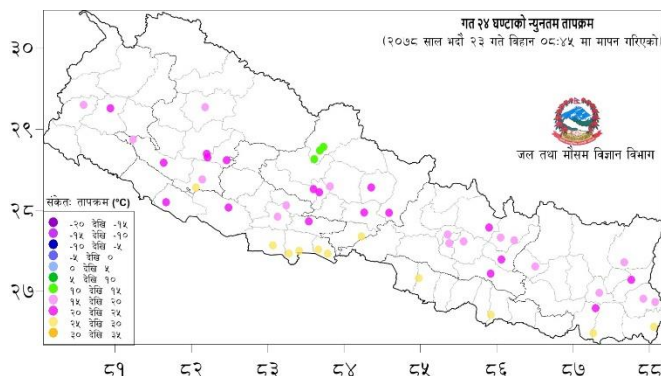 गत २४ घण्टाको न्युनतम तापक्रम
(२०७८ साल भदौ २३ गते बिहान ०८:४५ मा मापन गरिएको।
जल तथा मौसम विज्ञान विभाग
३०
२९
२८
२७
संकेतः तापक्रम (°C)
-२० देखि -१५
-१५ देखि -१०
-१० देखि -५
-५ देखि ०
० देखि ५
५ देखि १०
१० देखि १५
१५ देखि २०
२० देखि २५
२५ देखि ३०
३० देखि ३५
८१ ८२ ८३ ८४ ८५ ८६ ८७ ८८